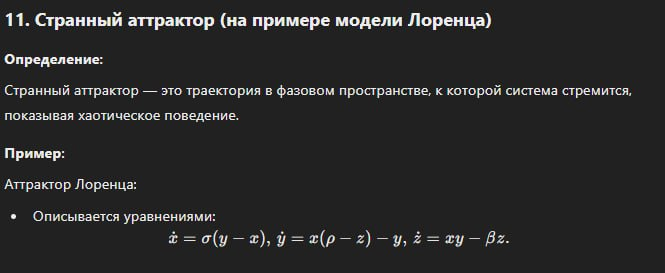 11. Странный аттрактор (на примере модели Лоренца)
Определение:
Странный аттрактор — это траектория в фазовом пространстве, к которой система стремится,
показывая хаотическое поведение.
Пример:
Аттрактор Лоренца:
• Описывается уравнениями:
ẋ = σ(y − x), ẏ = x(ρ − z) − y, ż = xy − βz.